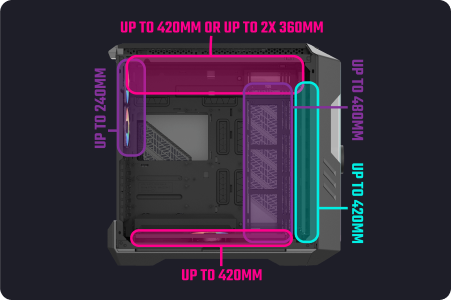 UP TO 420MM OR UP TO 2X 360MM
UP TO 240MM
UP TO 480MM
UP TO 420MM
UP TO 420MM